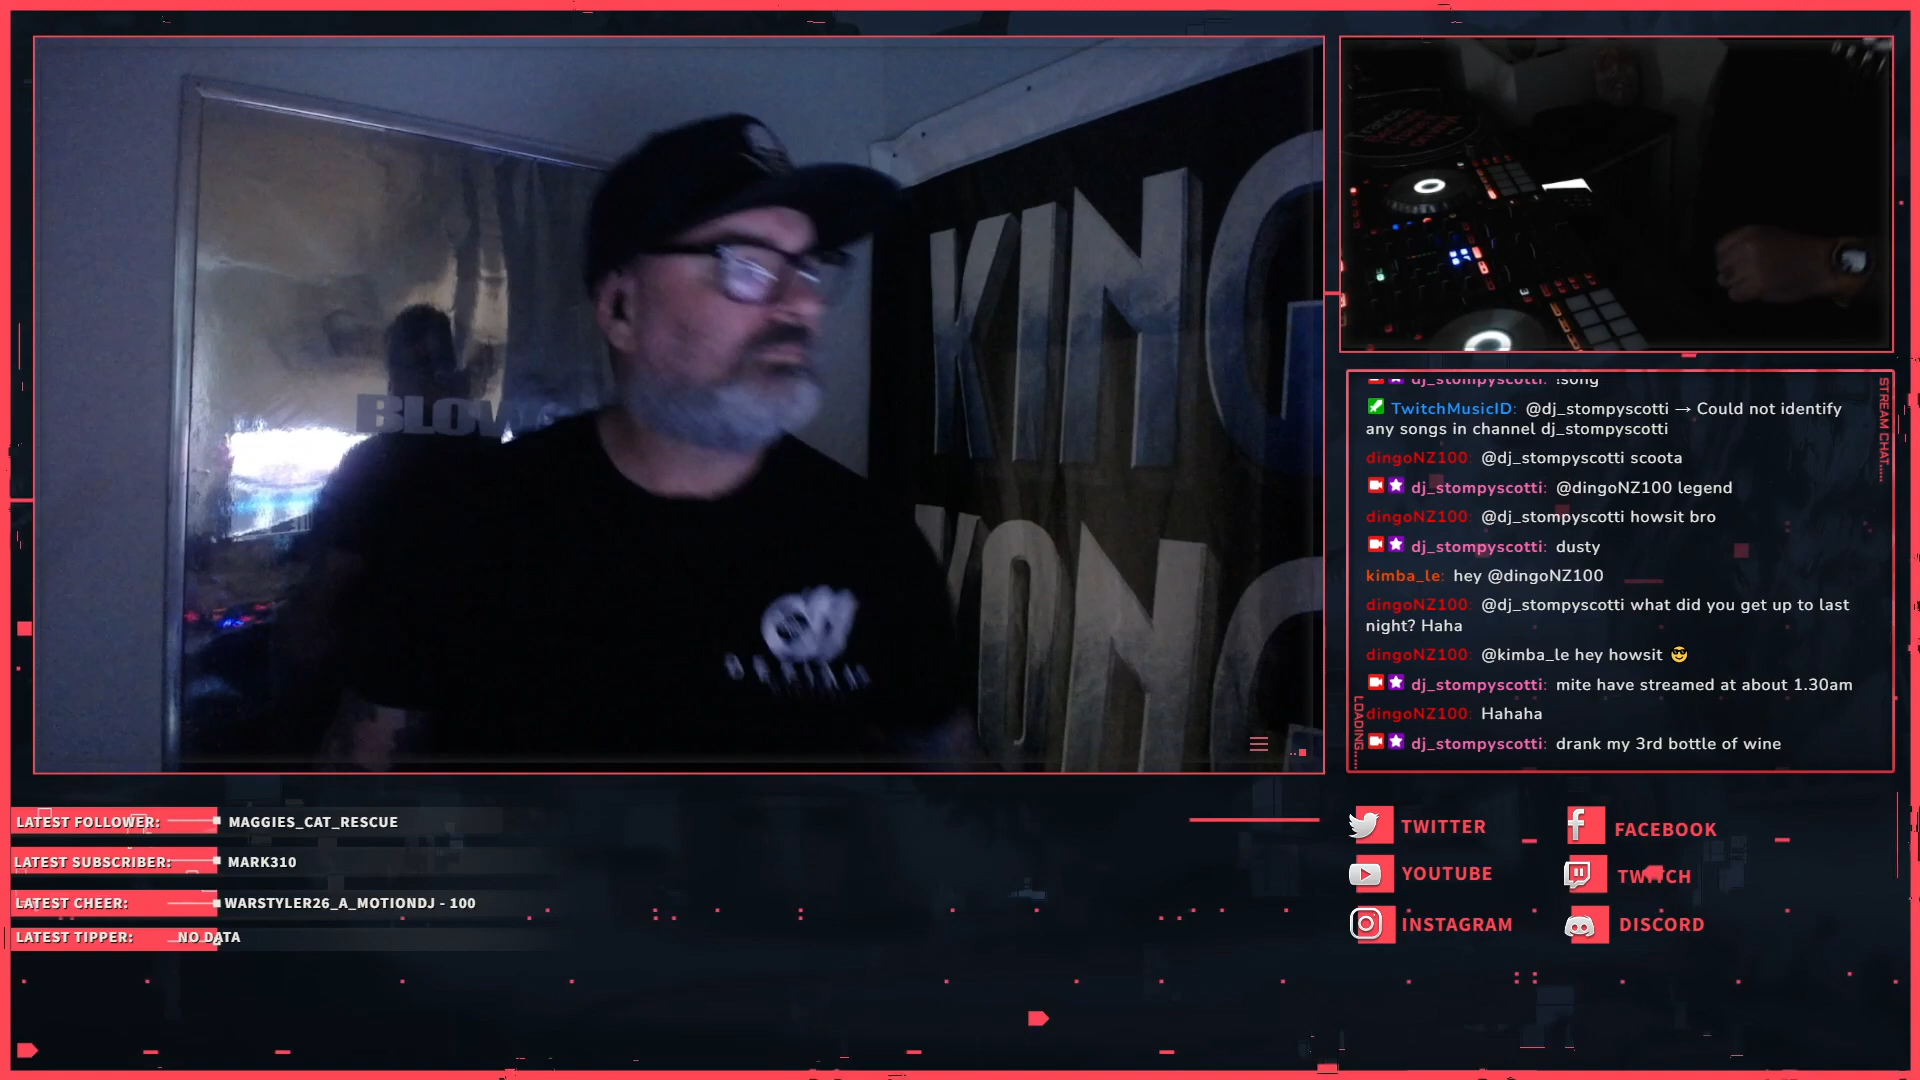 KING
KONG
BLOW
dj_stompyscotti: !song
TwitchMusicID: @dj_stompyscotti → Could not identify
any songs in channel dj_stompyscotti
dingoNZ100: @dj_stompyscotti scoota
dj_stompyscotti: @dingoNZ100 legend
dingoNZ100: @dj_stompyscotti howsit bro
dj_stompyscotti: dusty
kimba_le: hey @dingoNZ100
dingoNZ100: @dj_stompyscotti what did you get up to last
night? Haha
dingoNZ100: @kimba_le hey howsit 😎
dj_stompyscotti: mite have streamed at about 1.30am
dingoNZ100: Hahaha
dj_stompyscotti: drank my 3rd bottle of wine
STREAM CHAT.....
LOADING.....
LATEST FOLLOWER: MAGGIES_CAT_RESCUE
LATEST SUBSCRIBER: MARK310
LATEST CHEER: WARSTYLER26_A_MOTIONDJ - 100
LATEST TIPPER: NO DATA
TWITTER
FACEBOOK
YOUTUBE
TWITCH
INSTAGRAM
DISCORD